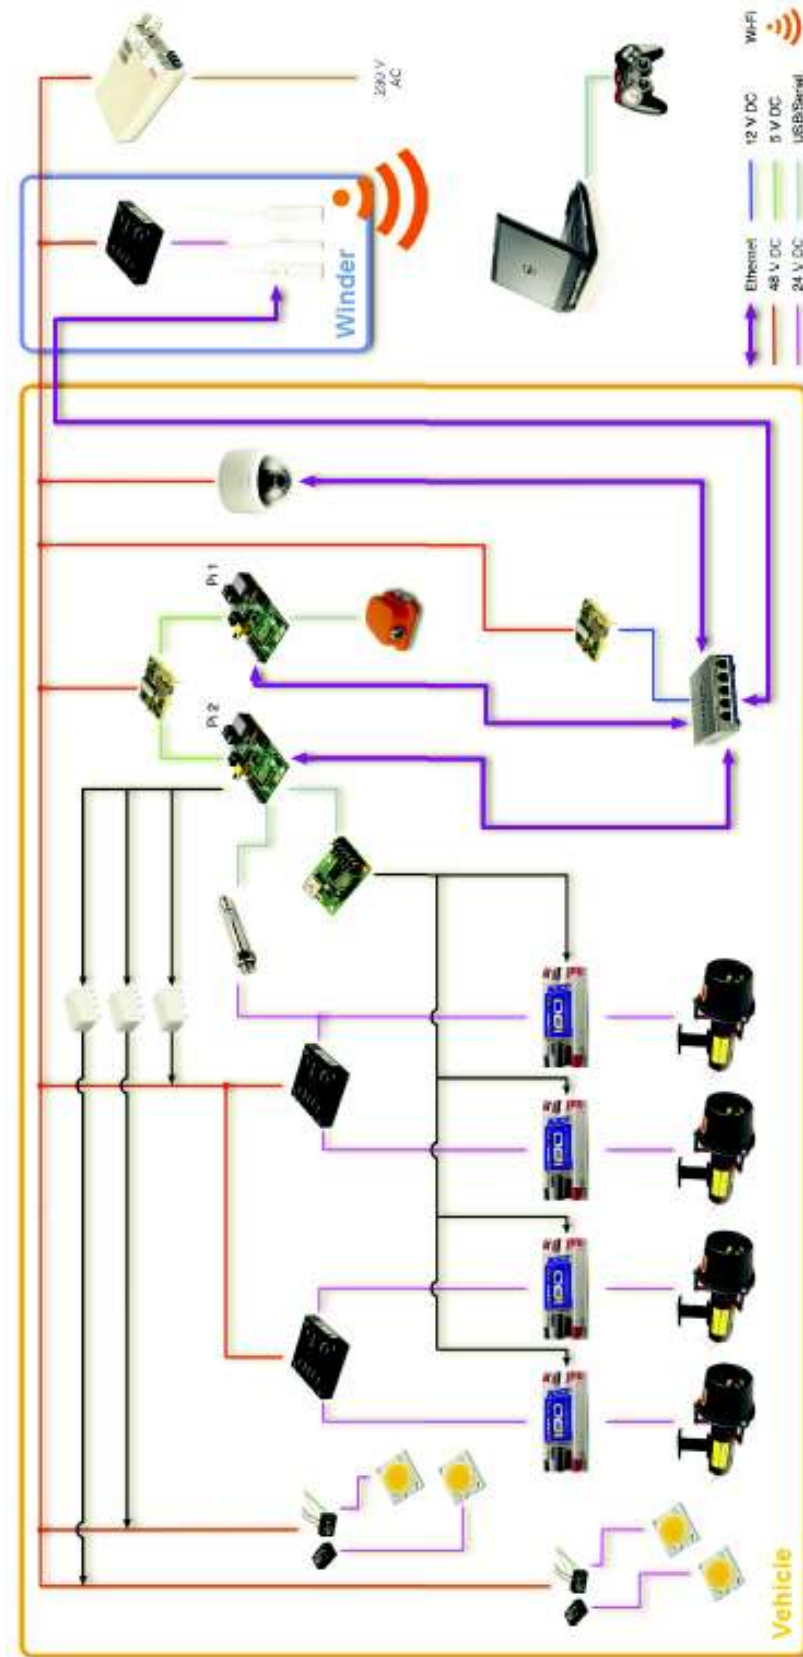 230 V
AC
Winder
Pi 1
Pi 2
Vehicle
Ethernet
48 V DC
24 V DC
12 V DC
5 V DC
USB/Serial
Wi-Fi